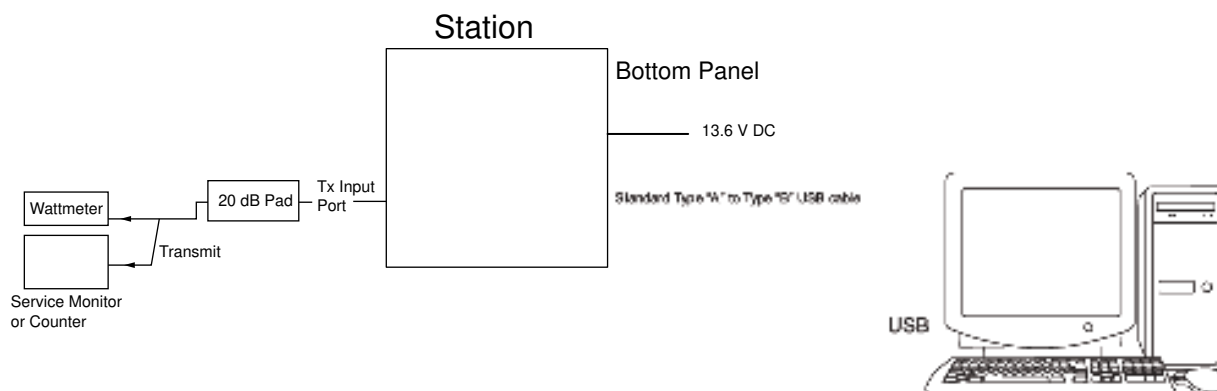 Station
Bottom Panel
13.6 V DC
Standard Type "A" to Type "B" USB cable
Tx Input
Port
20 dB Pad
Wattmeter
Transmit
Service Monitor
or Counter
USB